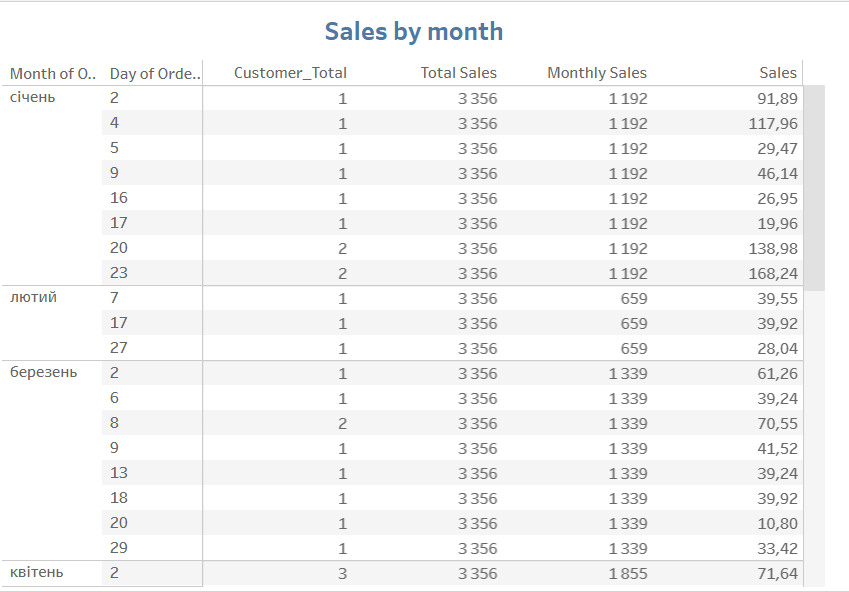 Sales by month
Month of O.. Day of Orde.. Customer_Total Total Sales Monthly Sales Sales
січень 2 1 3 356 1 192 91,89
4 1 3 356 1 192 117,96
5 1 3 356 1 192 29,47
9 1 3 356 1 192 46,14
16 1 3 356 1 192 26,95
17 1 3 356 1 192 19,96
20 2 3 356 1 192 138,98
23 2 3 356 1 192 168,24
лютий 7 1 3 356 659 39,55
17 1 3 356 659 39,92
27 1 3 356 659 28,04
березень 2 1 3 356 1 339 61,26
6 1 3 356 1 339 39,24
8 2 3 356 1 339 70,55
9 1 3 356 1 339 41,52
13 1 3 356 1 339 39,24
18 1 3 356 1 339 39,92
20 1 3 356 1 339 10,80
29 1 3 356 1 339 33,42
квітень 2 3 3 356 1 855 71,64